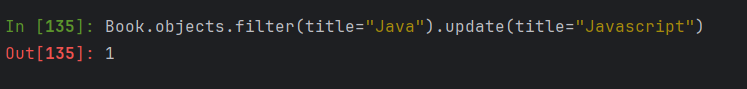 In [135]: Book.objects.filter(title="Java").update(title="Javascript")
Out[135]: 1